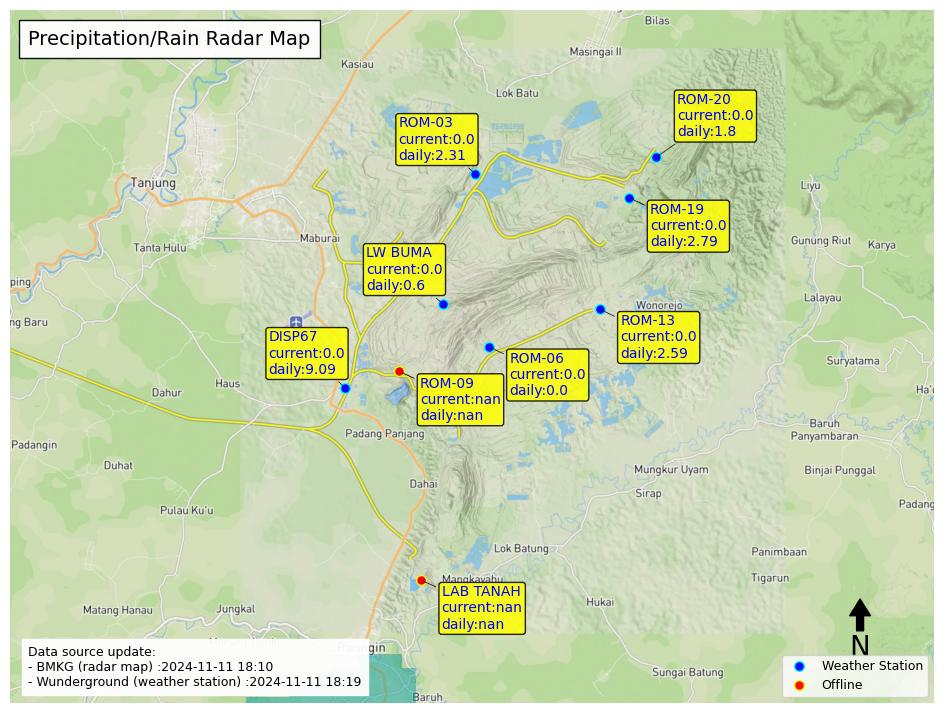 Precipitation/Rain Radar Map
Bilas
Masingai II
Kasiau
Lok Batu
ROM-20
current:0.0
daily:1.8
ROM-03
current:0.0
daily:2.31
Tanjung
Liyu
ROM-19
current:0.0
daily:2.79
Maburai
Tanta Hulu
Gunung Riut
Karya
LW BUMA
current:0.0
daily:0.6
ping
Lalayau
Wonorejo
ng Baru
ROM-13
current:0.0
daily:2.59
DISP67
current:0.0
daily:9.09
ROM-06
current:0.0
daily:0.0
Suryatama
Haus
ROM-09
current:nan
daily:nan
Dahur
Ha
Baruh
Panyambaran
Padang Panjang
Padangin
Duhat
Mungkur Uyam
Binjai Punggal
Dahai
Sirap
Padang
Pulau Ku'u
Lok Batung
Panimbaan
Mangkayahu
Tigarun
LAB TANAH
current:nan
daily:nan
Hukai
Matang Hanau
Jungkal
N
Data source update:
- BMKG (radar map) :2024-11-11 18:10
- Wunderground (weather station) :2024-11-11 18:19
Sungai Batung
Baruh
Weather Station
Offline